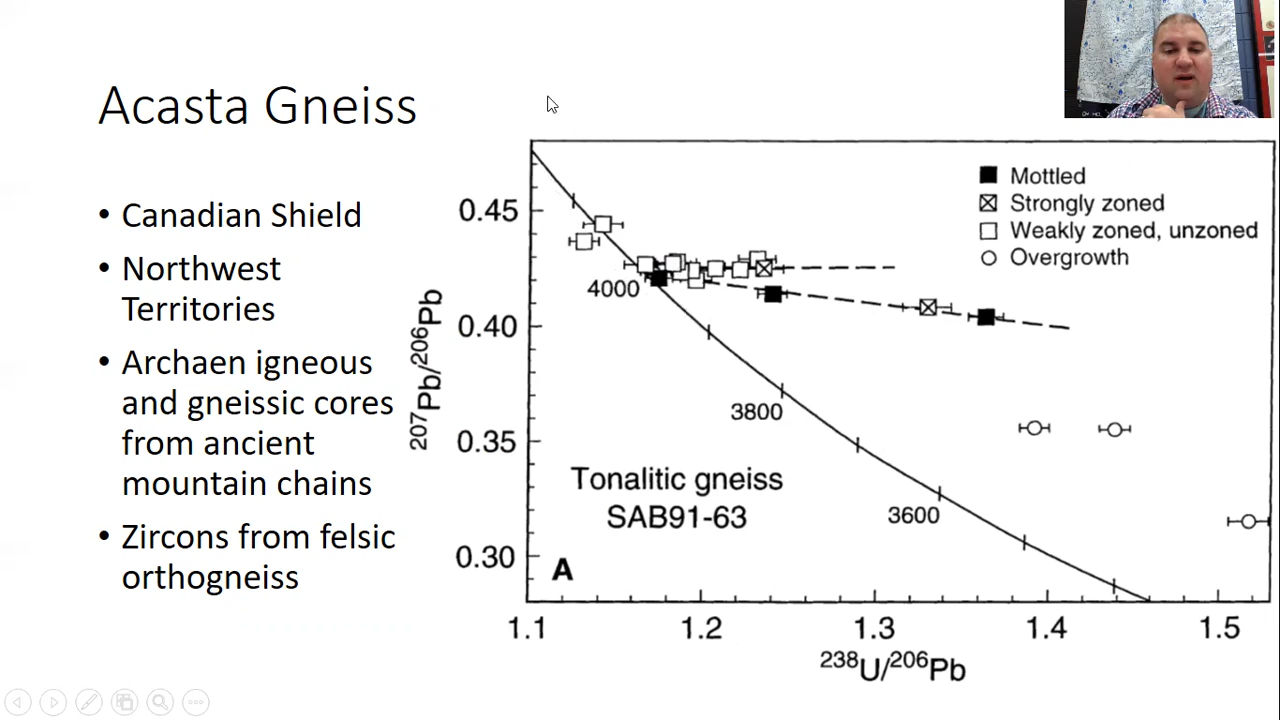 Acasta Gneiss
• Canadian Shield
• Northwest
Territories
• Archaen igneous
and gneissic cores
from ancient
mountain chains
• Zircons from felsic
orthogneiss
Mottled
Strongly zoned
Weakly zoned, unzoned
Overgrowth
0.45
0.40
0.35
0.30
²⁰⁷Pb/²⁰⁶Pb
4000
3800
3600
Tonalitic gneiss
SAB91-63
A
1.1 1.2 1.3 1.4 1.5
²³⁸U/²⁰⁶Pb